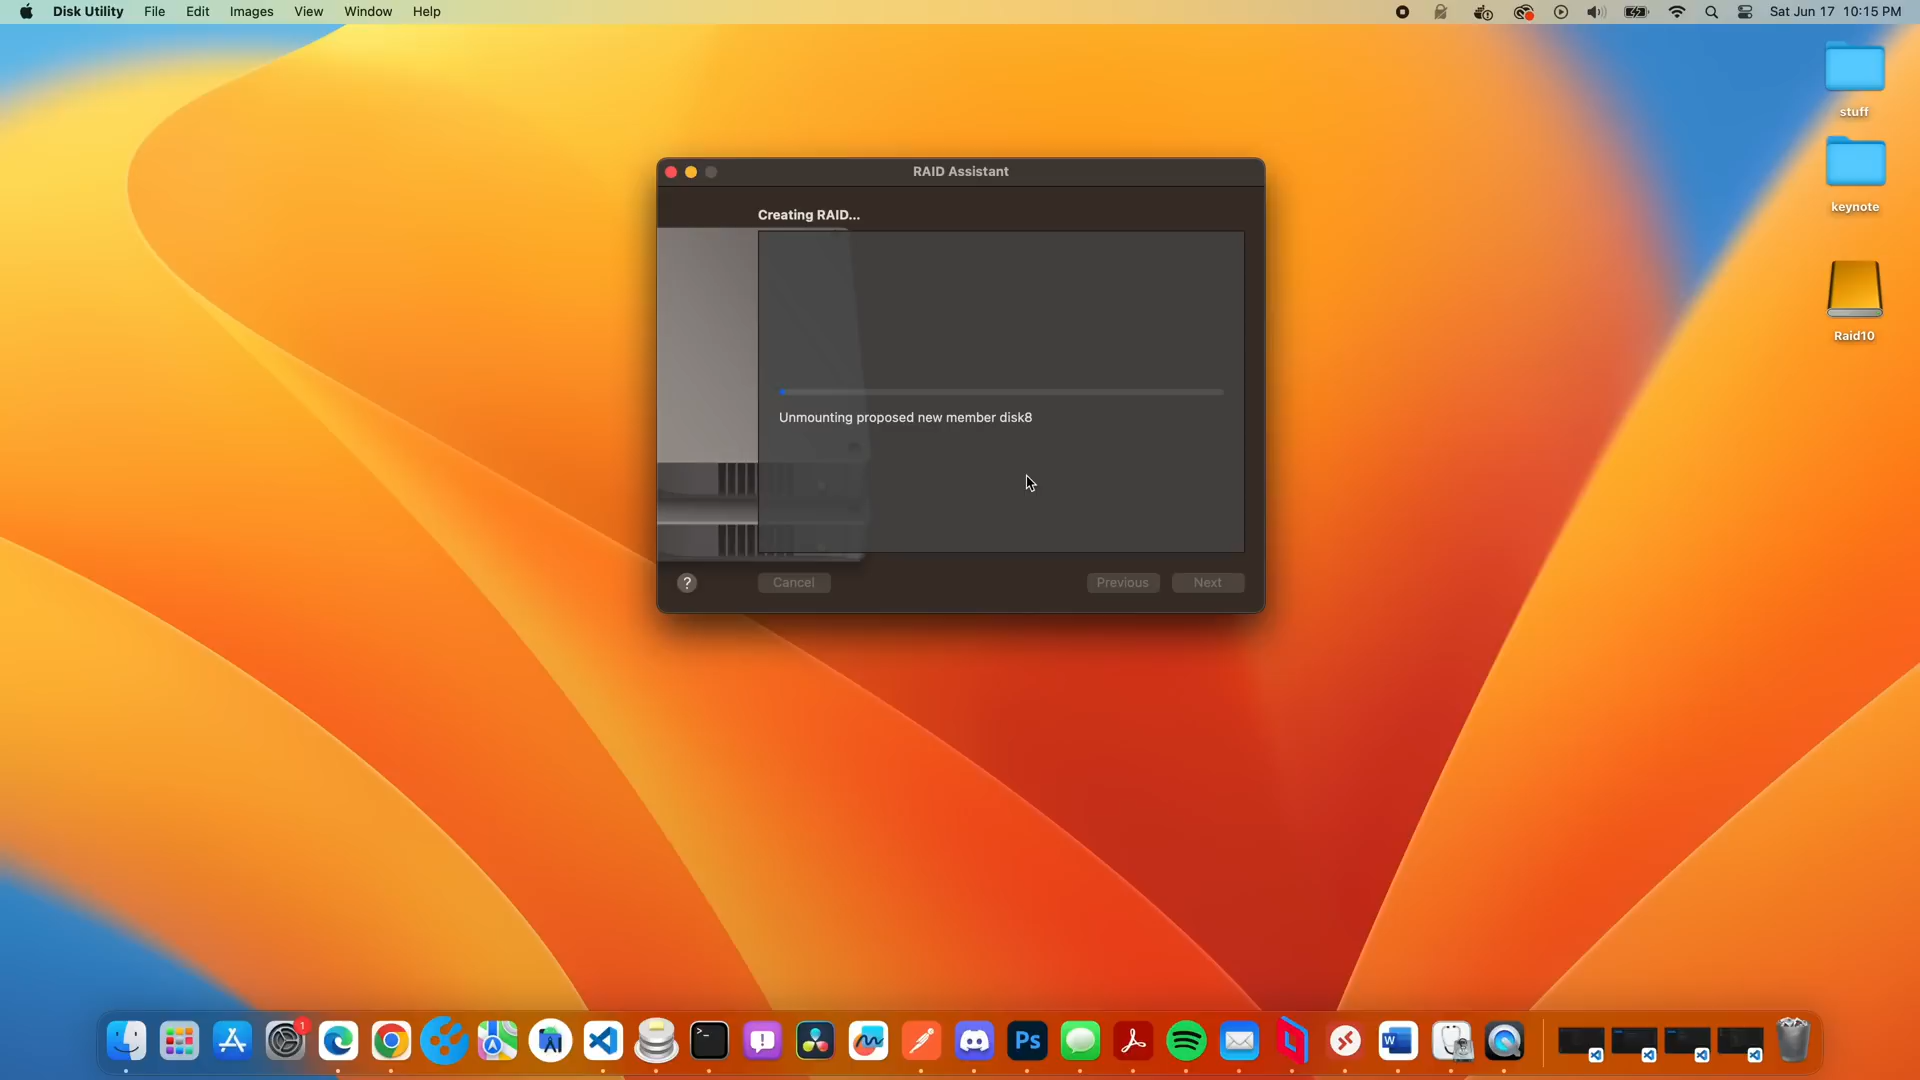 Disk Utility File Edit Images View Window Help
Sat Jun 17 10:15 PM
stuff
keynote
Raid10
RAID Assistant
Creating RAID...
Unmounting proposed new member disk8
?
Cancel
Previous
Next
1
>_
Ps
W